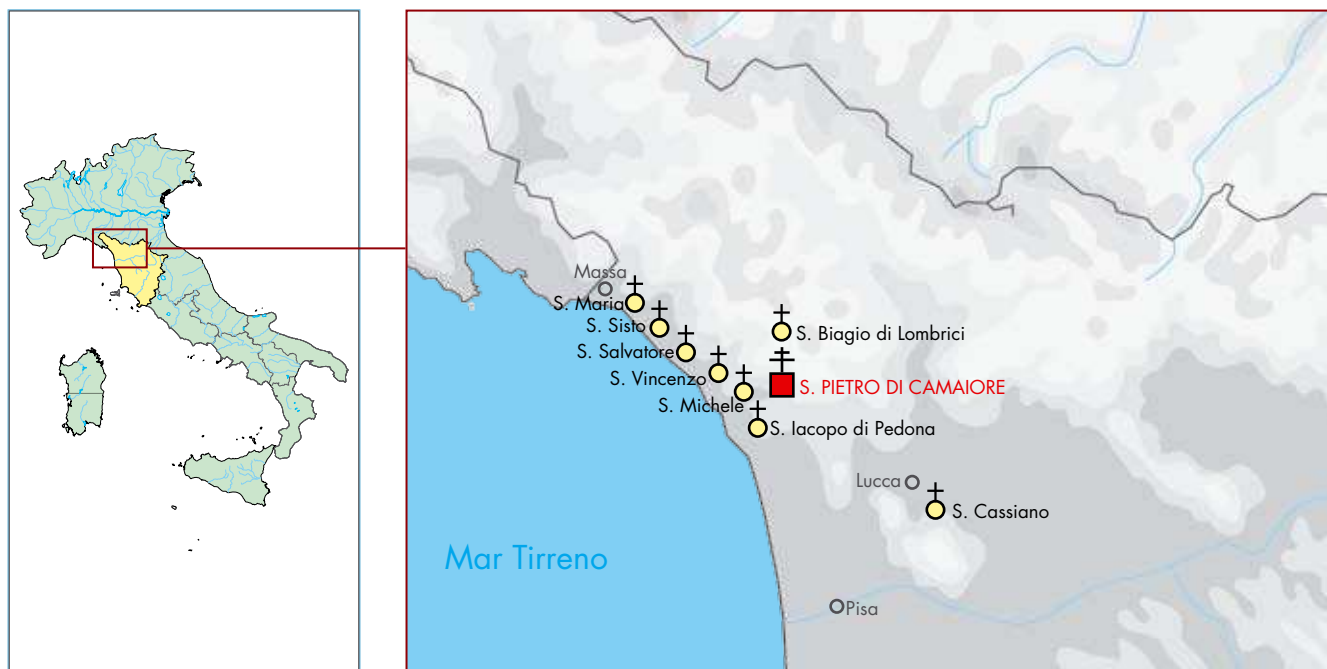 Massa
S. Maria
S. Sisto
S. Salvatore
S. Vincenzo
S. Michele
S. Biagio di Lombrici
S. PIETRO DI CAMAIORE
S. Iacopo di Pedona
Lucca
S. Cassiano
Mar Tirreno
Pisa